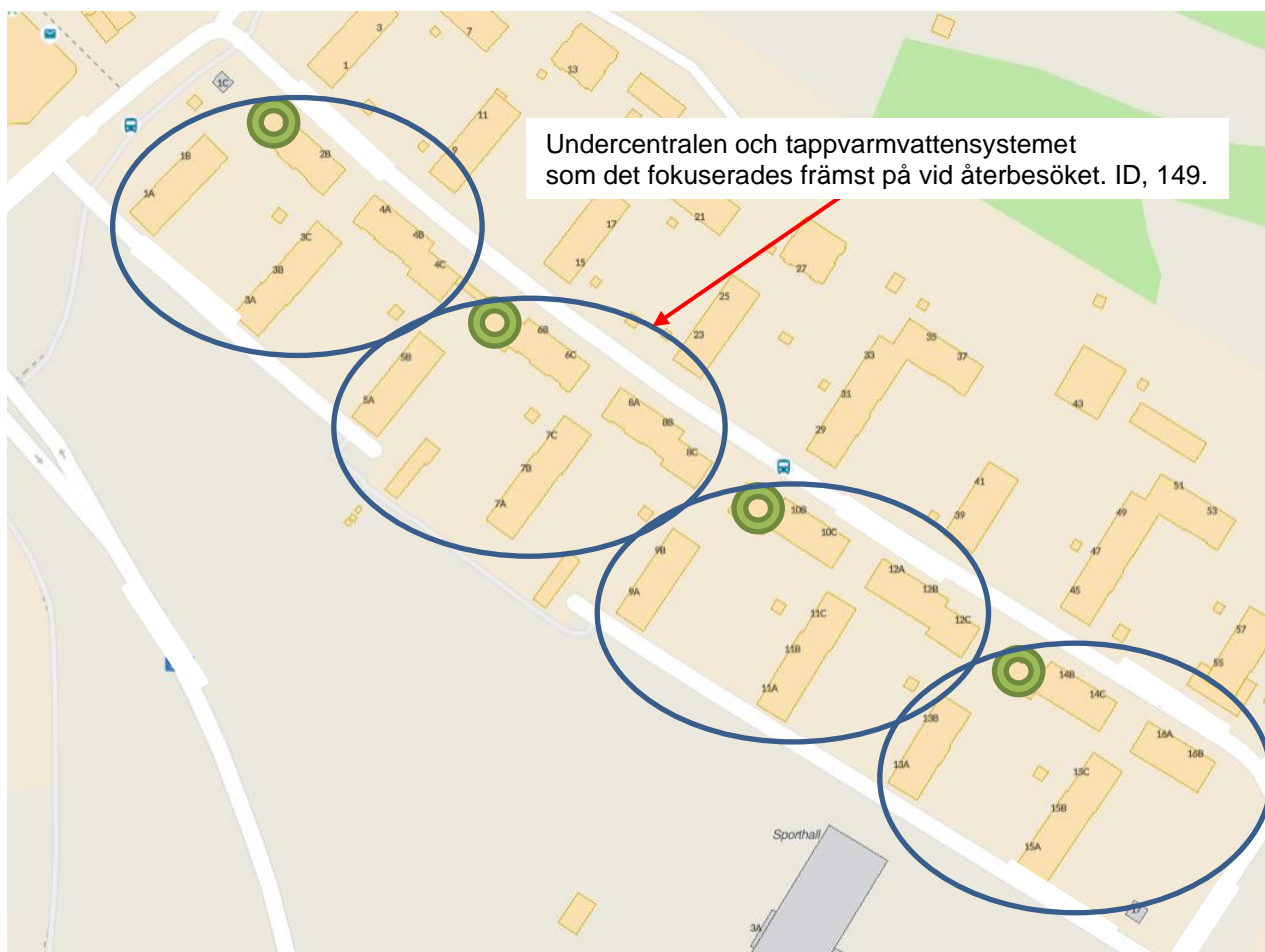 3
7
1
13
1C
11
1B
2B
9
Undercentralen och tappvarmvattensystemet
som det fokuserades främst på vid återbesöket. ID, 149.
1A
4A
3C
4B
17
21
3B
4C
15
27
3A
25
6B
23
35
5B
6C
33
37
5A
8A
31
43
7C
8B
29
8C
7B
41
51
7A
10B
49
53
10C
39
9B
47
12A
9A
12B
45
11C
12C
57
11B
55
14B
11A
14C
13B
16A
16B
13A
15C
15B
Sporthall
15A
17
3A